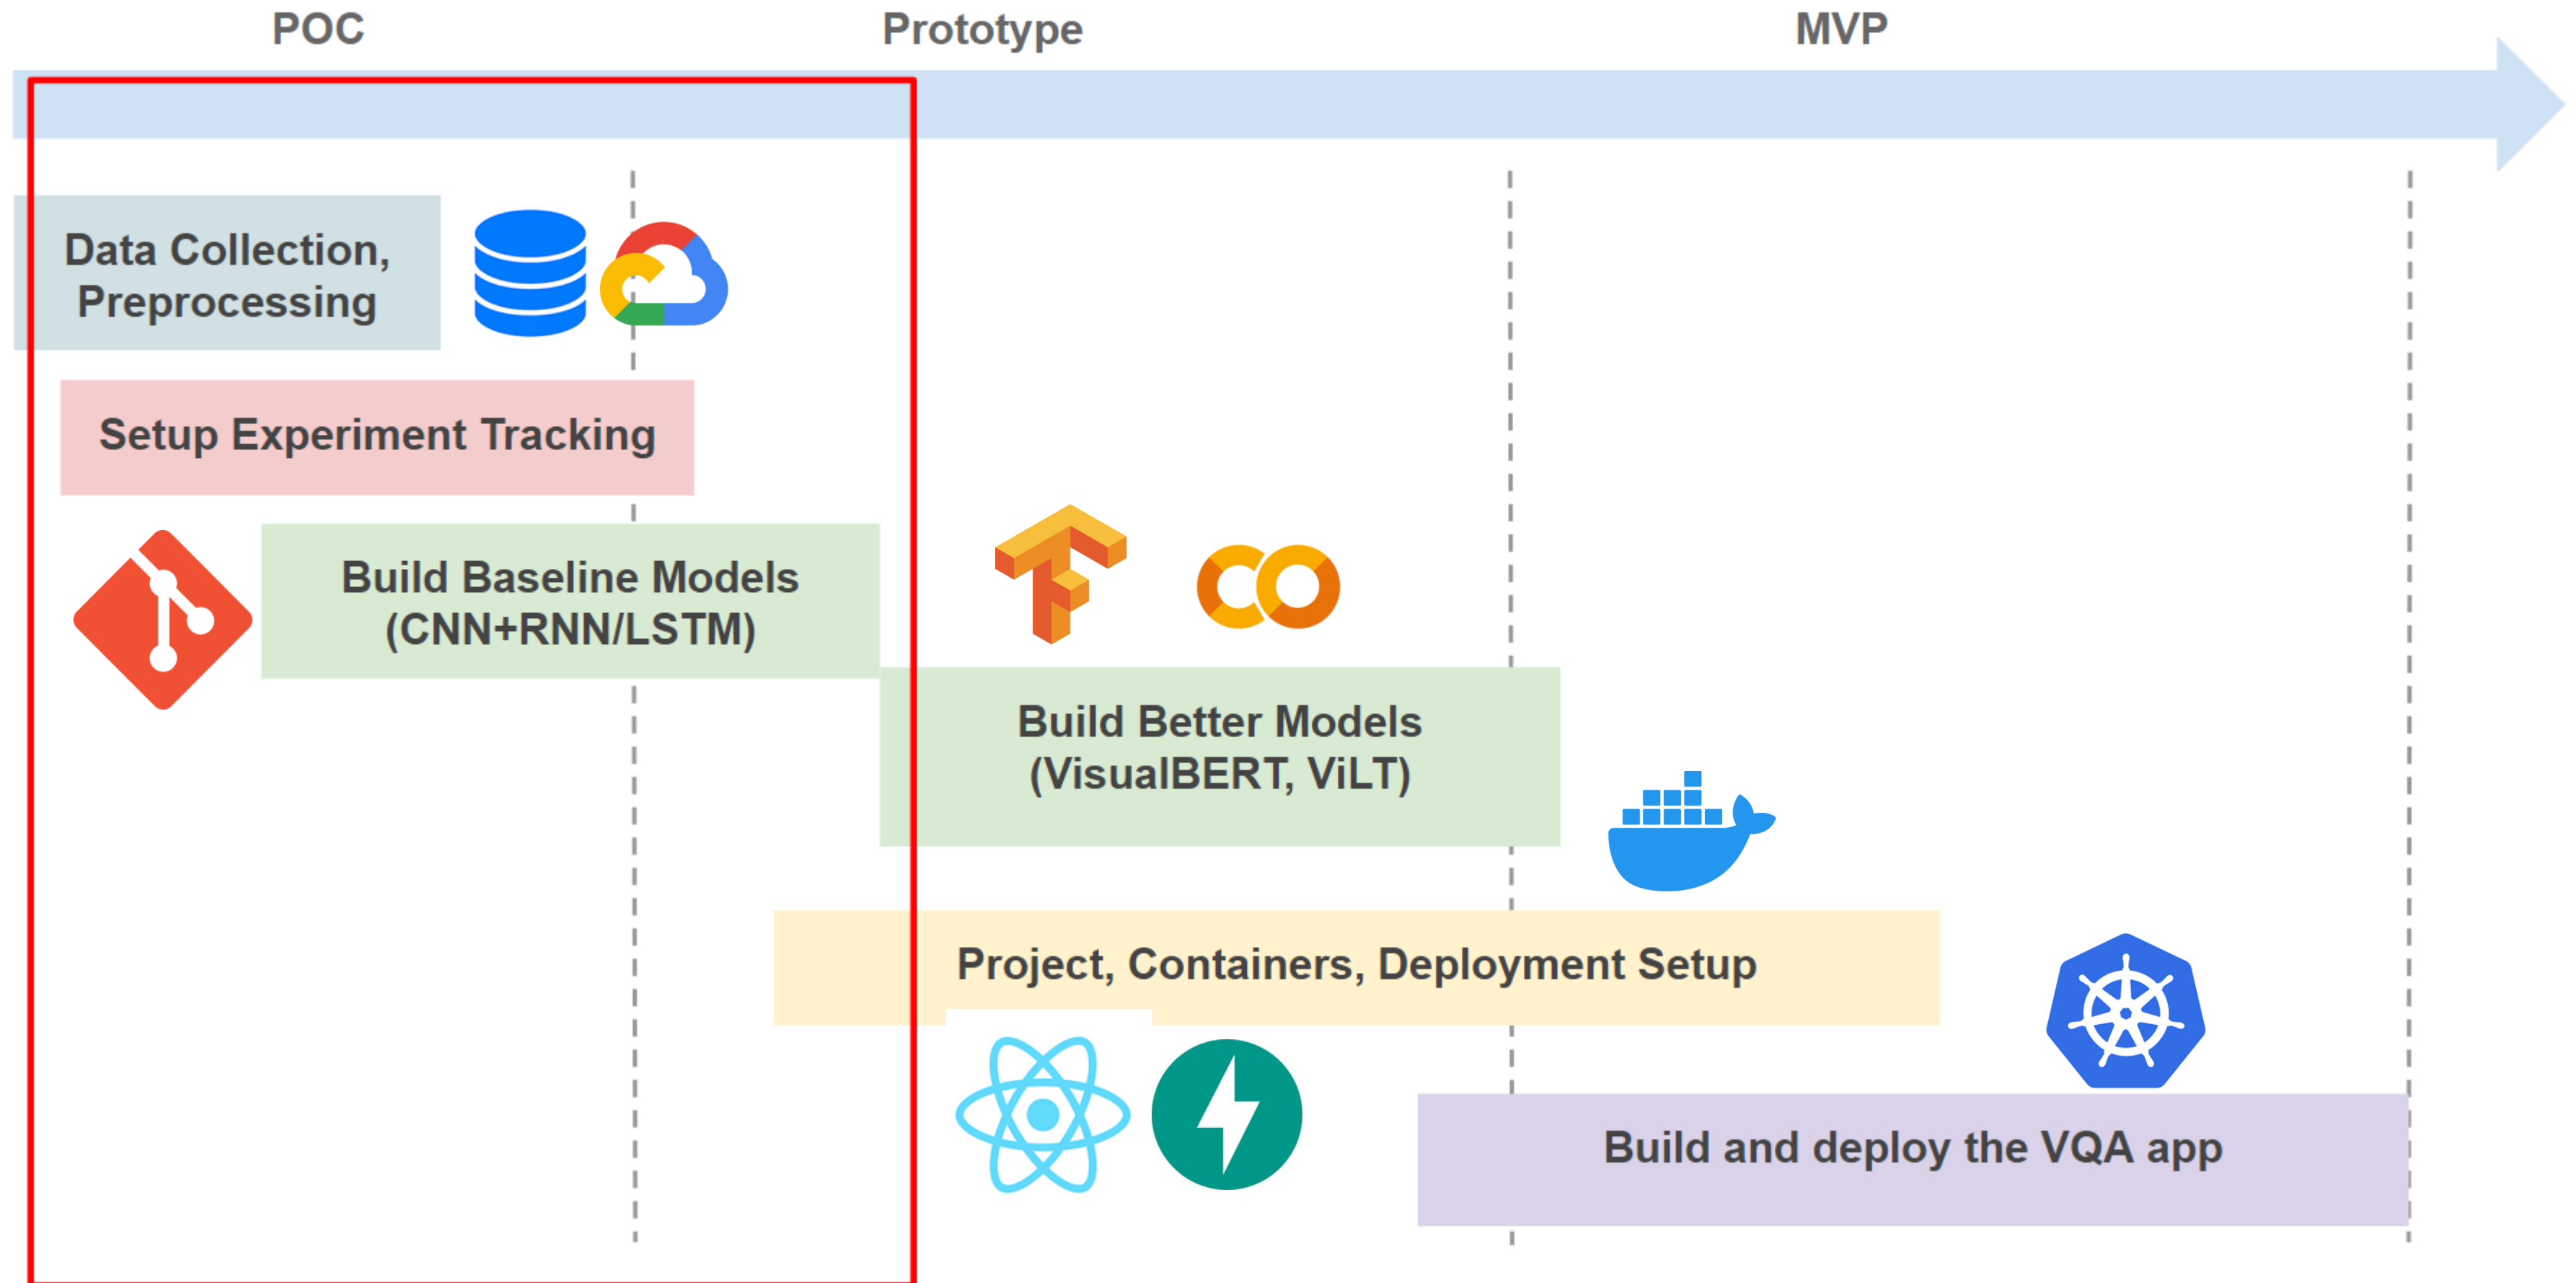 POC
Prototype
MVP
Data Collection,
Preprocessing
Setup Experiment Tracking
Build Baseline Models
(CNN+RNN/LSTM)
Build Better Models
(VisualBERT, ViLT)
Project, Containers, Deployment Setup
Build and deploy the VQA app